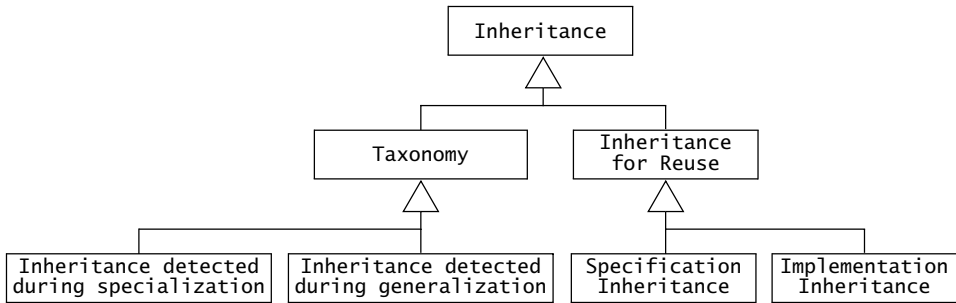 Inheritance
Taxonomy
Inheritance
for Reuse
Inheritance detected
during specialization
Inheritance detected
during generalization
Specification
Inheritance
Implementation
Inheritance